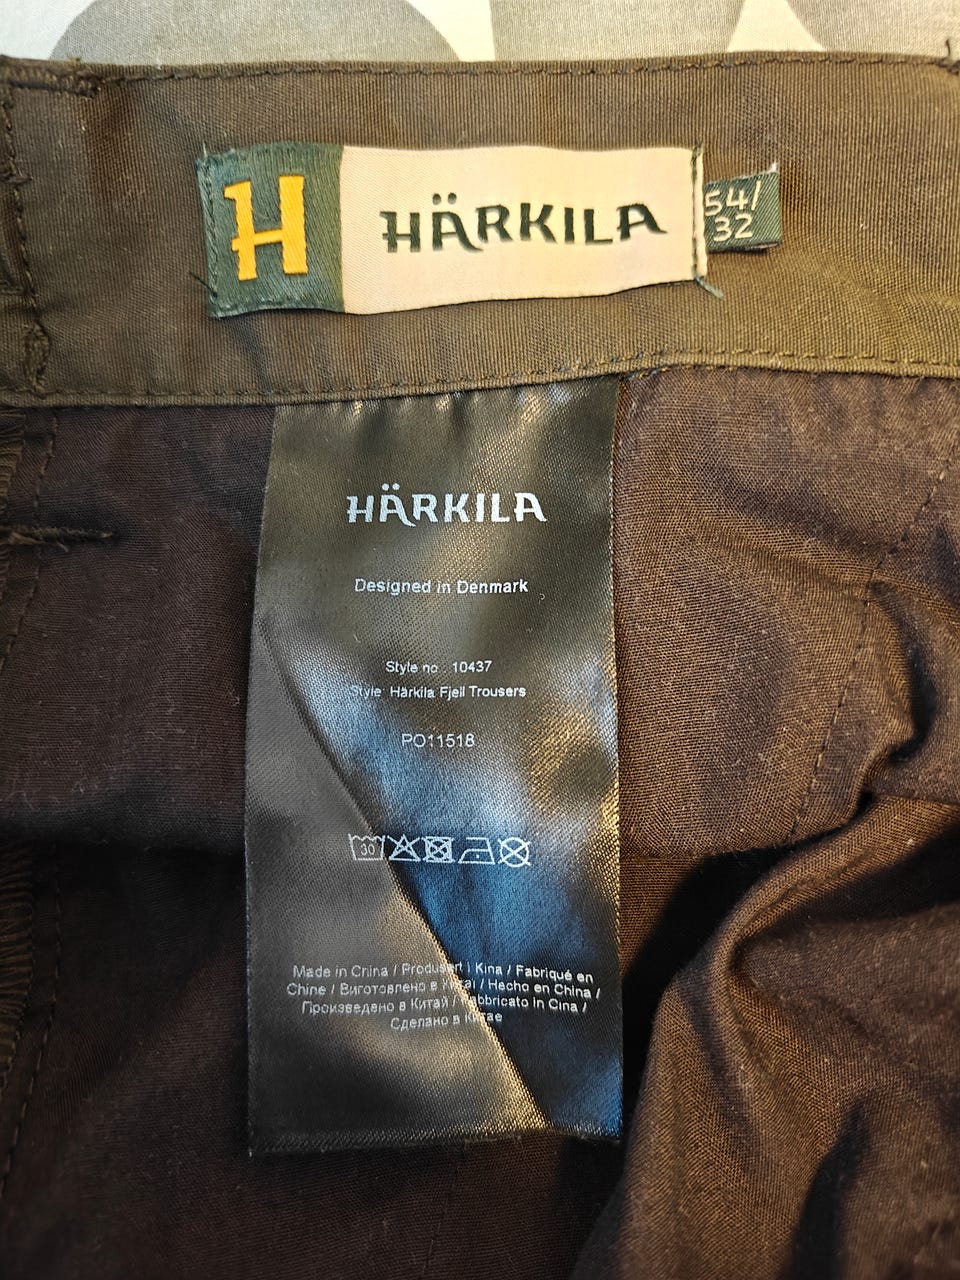 H HÄRKILA 54/
32
HÄRKILA
Designed in Denmark
Style no.: 10437
Style: Härkila Fjell Trousers
PO11518
30
Made in China / Produsert i Kina / Fabriqué en
Chine / Виготовлено в Китаї / Hecho en China /
Произведено в Китай / Fabbricato in Cina /
Сделано в Китае